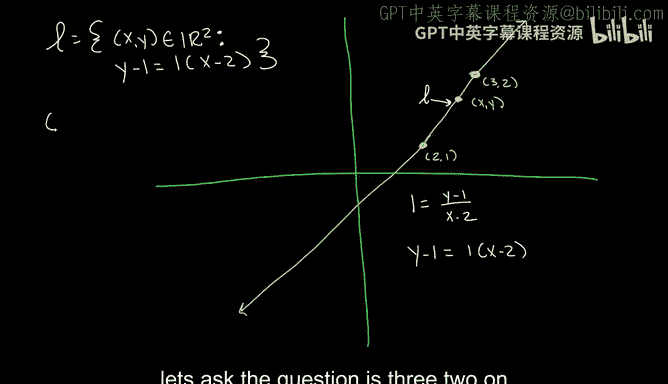 GPT中英字幕课程资源@bilibili.com
GPT中英字幕课程资源 bilibili
l = { (x,y) ∈ ℝ²:
y-1 = 1(x-2) }
(
(3,2)
l →
(x,y)
(2,1)
1 = y-1 / x-2
y-1 = 1(x-2)
lets ask the question is three two on